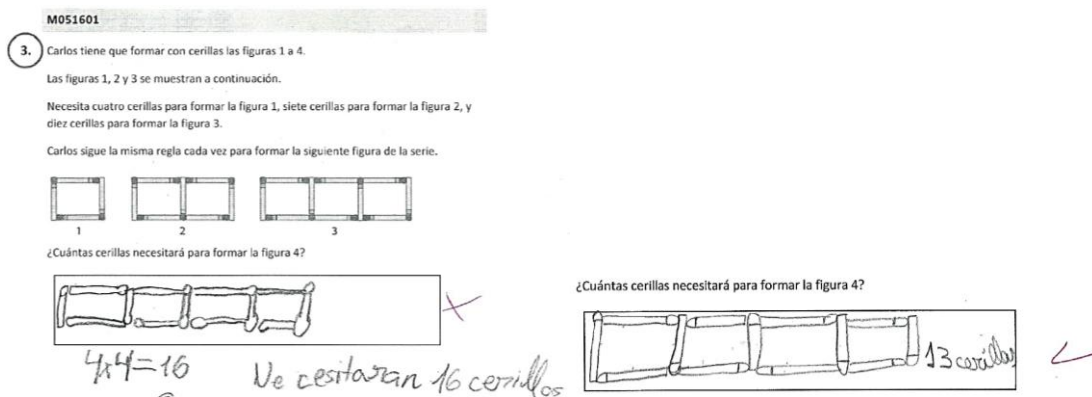 M051601
3. Carlos tiene que formar con cerillas las figuras 1 a 4.
Las figuras 1, 2 y 3 se muestran a continuación.
Necesita cuatro cerillas para formar la figura 1, siete cerillas para formar la figura 2, y
diez cerillas para formar la figura 3.
Carlos sigue la misma regla cada vez para formar la siguiente figura de la serie.
1 2 3
¿Cuántas cerillas necesitará para formar la figura 4?
4x4=16
Ne cesitaran 16 cerillos
¿Cuántas cerillas necesitará para formar la figura 4?
13 cerillas